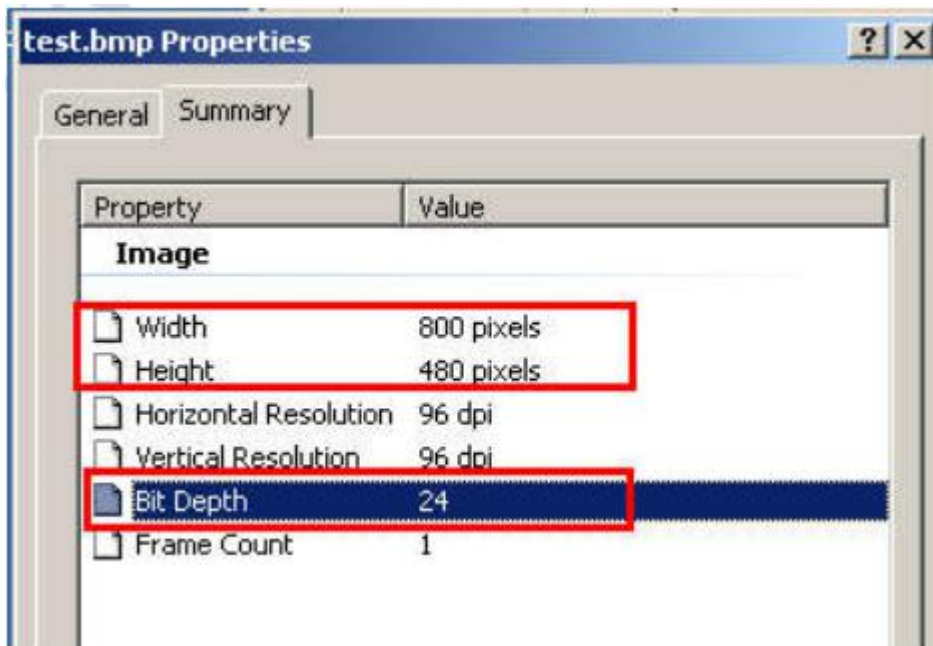 test.bmp Properties ? ×
General Summary
Property Value
Image
Width 800 pixels
Height 480 pixels
Horizontal Resolution 96 dpi
Vertical Resolution 96 dpi
Bit Depth 24
Frame Count 1